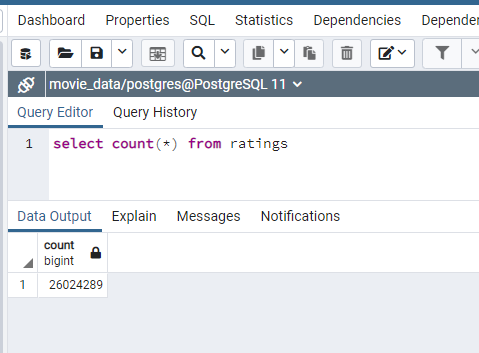 Dashboard Properties SQL Statistics Dependencies Depender
movie_data/postgres@PostgreSQL 11
Query Editor Query History
1 select count(*) from ratings
Data Output Explain Messages Notifications
count
bigint
1 26024289